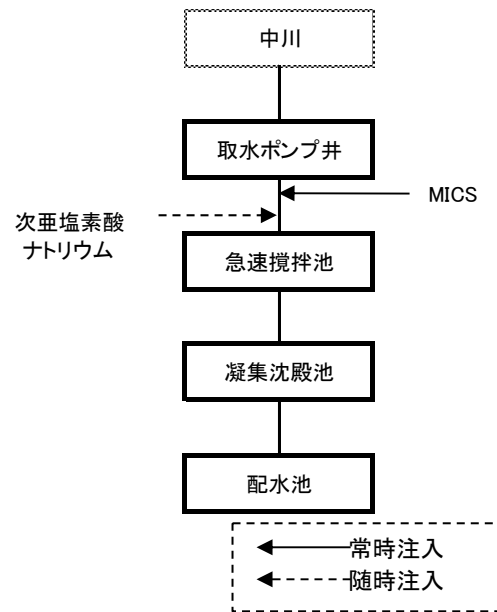 中川
取水ポンプ井
MICS
次亜塩素酸
ナトリウム
急速撹拌池
凝集沈殿池
配水池
常時注入
随時注入